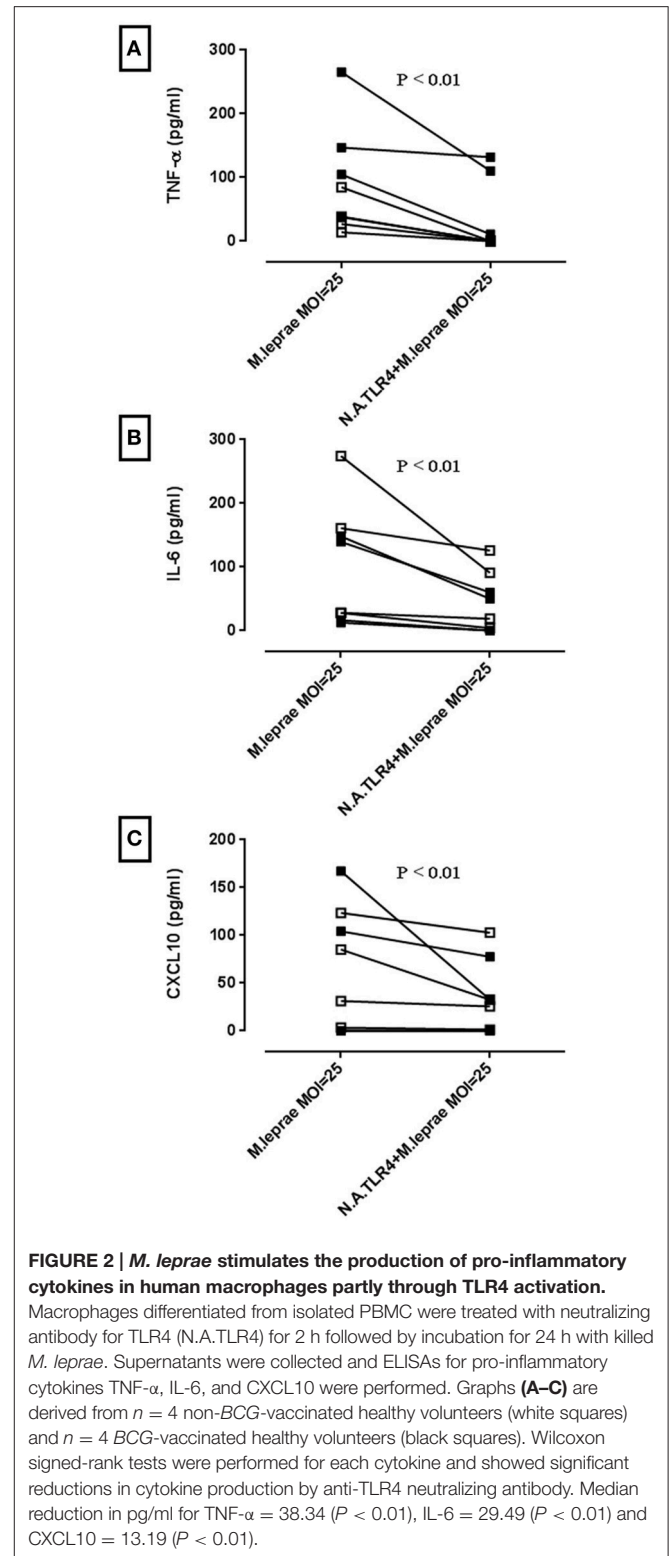 A
300
200
100
0
TNF-α (pg/ml)
P < 0.01
M.leprae MOI=25
N.A.TLR4+M.leprae MOI=25
B
300
200
100
0
IL-6 (pg/ml)
P < 0.01
M.leprae MOI=25
N.A.TLR4+M.leprae MOI=25
C
200
150
100
50
0
CXCL10 (pg/ml)
P < 0.01
M.leprae MOI=25
N.A.TLR4+M.leprae MOI=25
FIGURE 2 | M. leprae stimulates the production of pro-inflammatory
cytokines in human macrophages partly through TLR4 activation.
Macrophages differentiated from isolated PBMC were treated with neutralizing
antibody for TLR4 (N.A.TLR4) for 2 h followed by incubation for 24 h with killed
M. leprae. Supernatants were collected and ELISAs for pro-inflammatory
cytokines TNF-α, IL-6, and CXCL10 were performed. Graphs (A–C) are
derived from n = 4 non-BCG-vaccinated healthy volunteers (white squares)
and n = 4 BCG-vaccinated healthy volunteers (black squares). Wilcoxon
signed-rank tests were performed for each cytokine and showed significant
reductions in cytokine production by anti-TLR4 neutralizing antibody. Median
reduction in pg/ml for TNF-α = 38.34 (P < 0.01), IL-6 = 29.49 (P < 0.01) and
CXCL10 = 13.19 (P < 0.01).